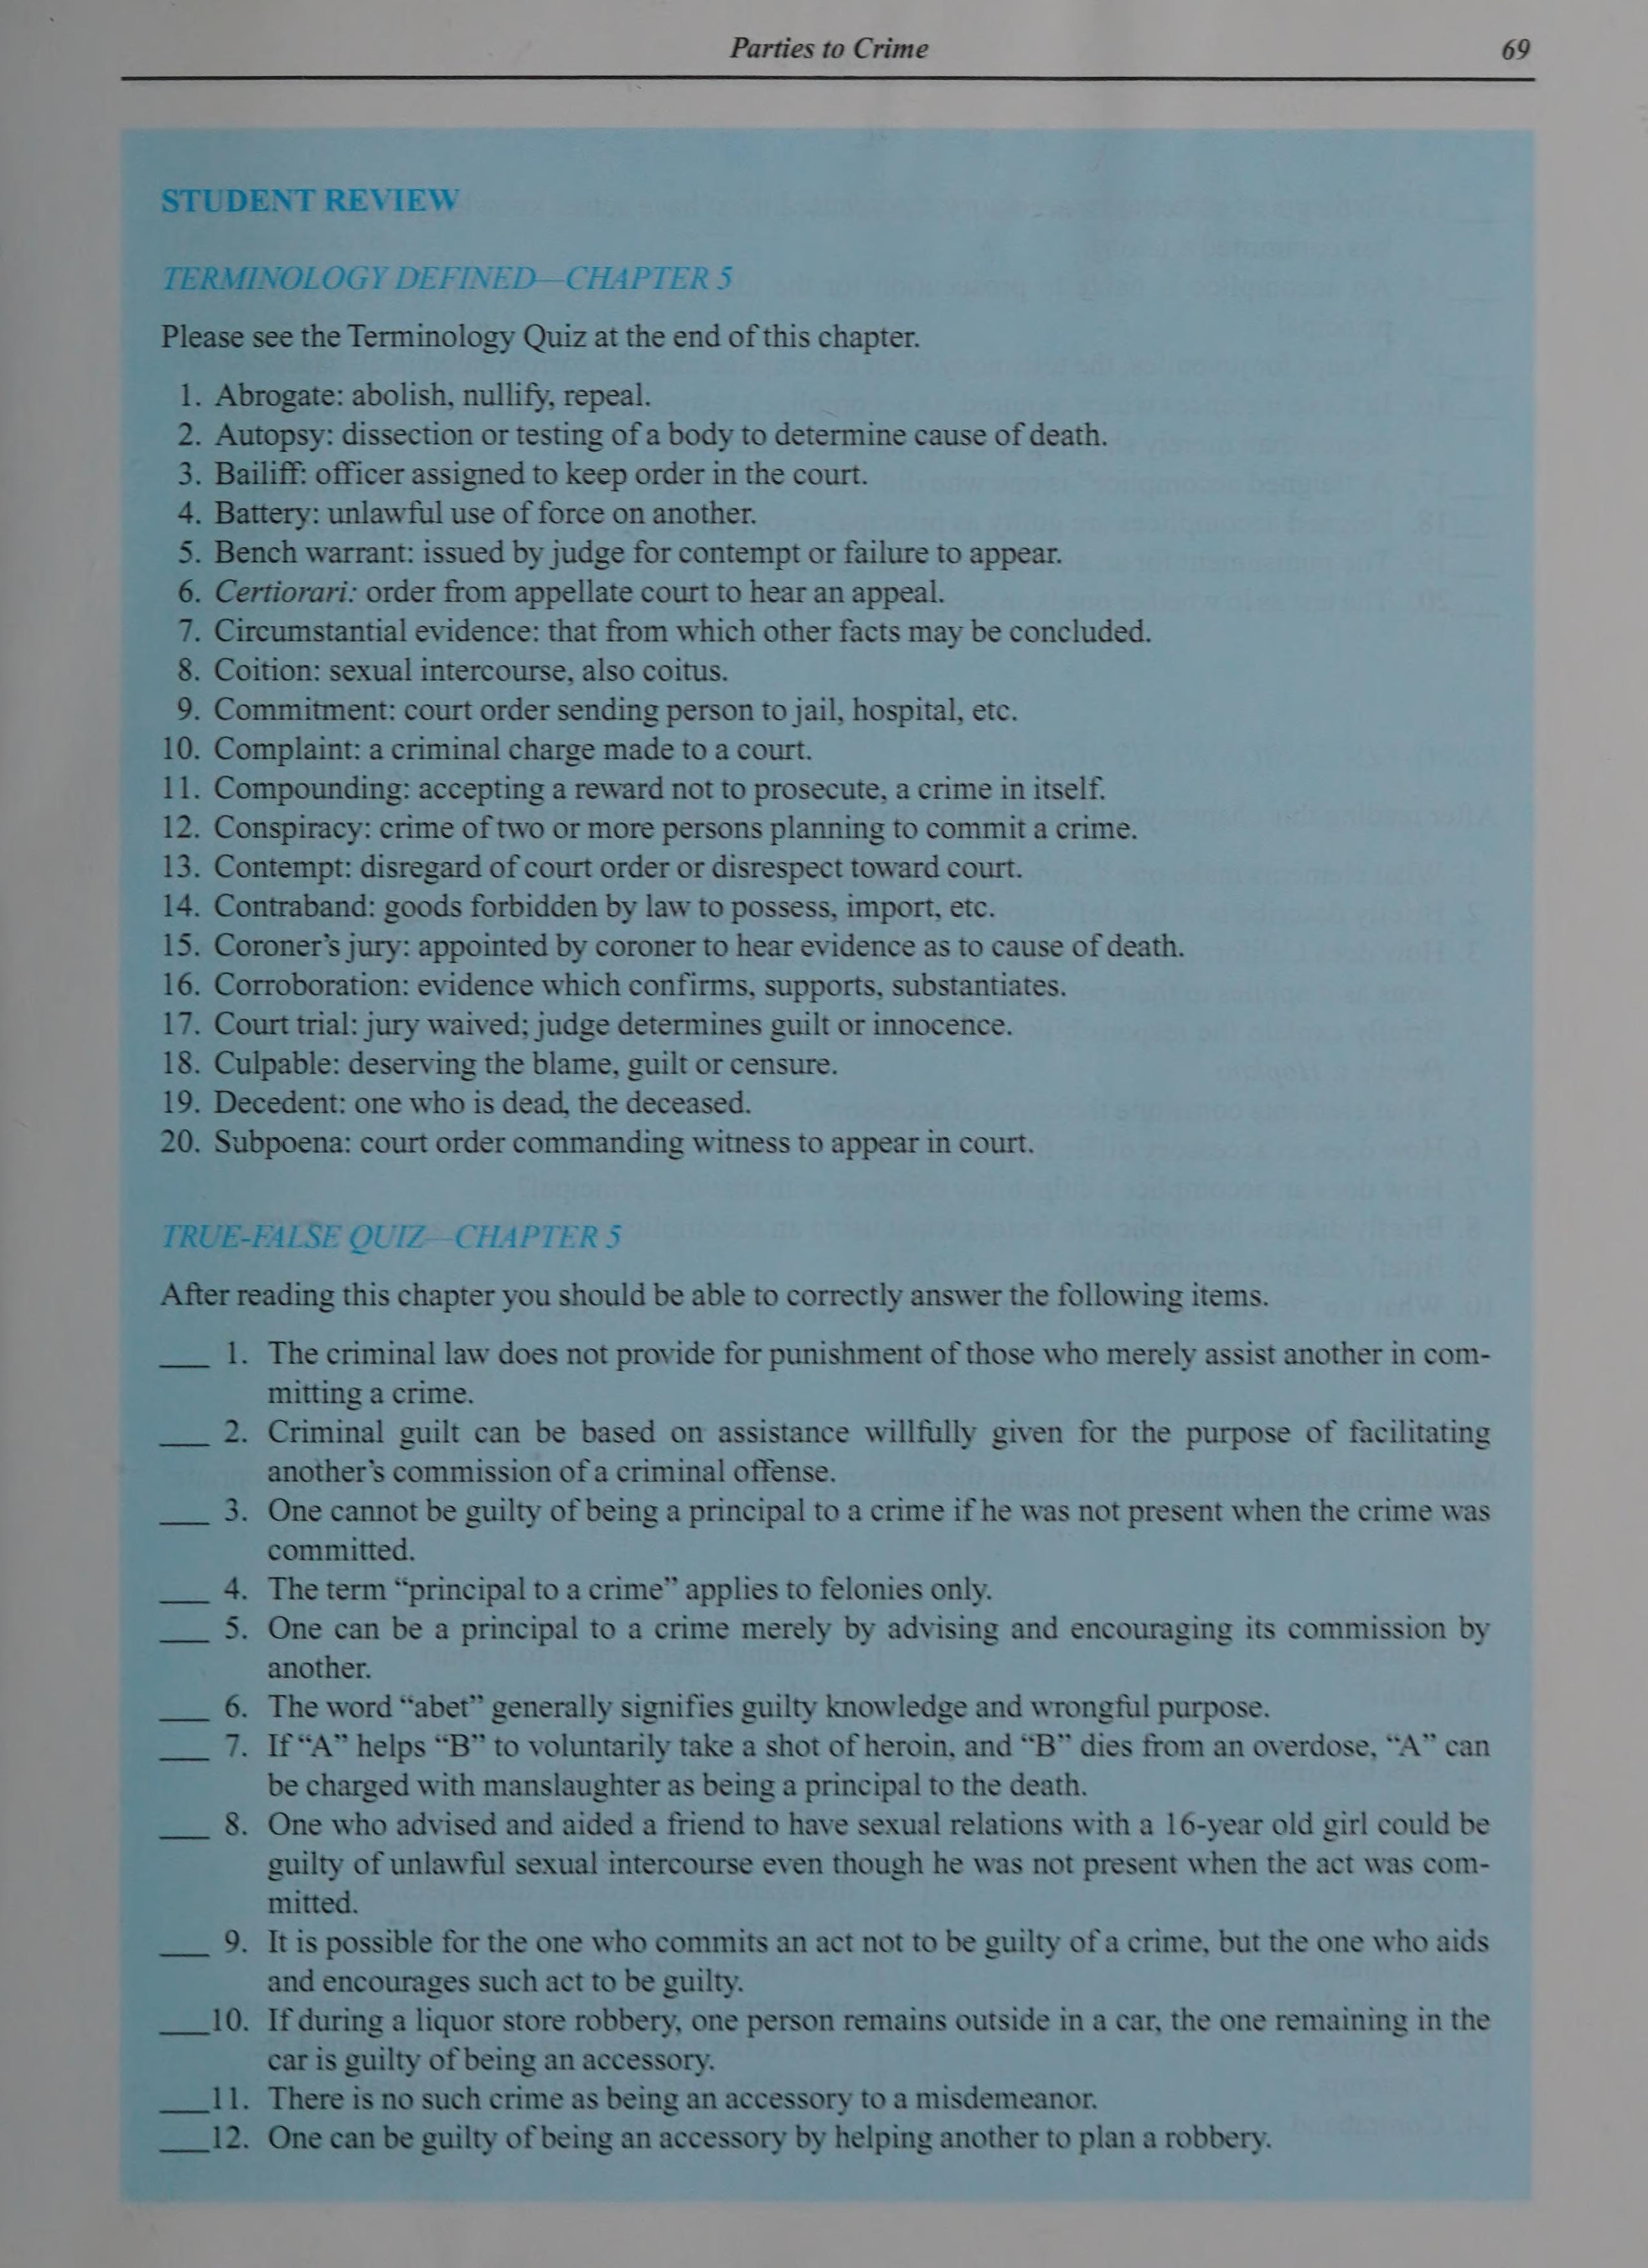 Parties to Crime 69
STUDENT REVIEW
TERMINOLOGY DEFINED—CHAPTER 5
Please see the Terminology Quiz at the end of this chapter.
1. Abrogate: abolish, nullify, repeal.
2. Autopsy: dissection or testing of a body to determine cause of death.
3. Bailiff: officer assigned to keep order in the court.
4. Battery: unlawful use of force on another.
5. Bench warrant: issued by judge for contempt or failure to appear.
6. Certiorari: order from appellate court to hear an appeal.
7. Circumstantial evidence: that from which other facts may be concluded.
8. Coition: sexual intercourse, also coitus.
9. Commitment: court order sending person to jail, hospital, etc.
10. Complaint: a criminal charge made to a court.
11. Compounding: accepting a reward not to prosecute, a crime in itself.
12. Conspiracy: crime of two or more persons planning to commit a crime.
13. Contempt: disregard of court order or disrespect toward court.
14. Contraband: goods forbidden by law to possess, import, etc.
15. Coroner's jury: appointed by coroner to hear evidence as to cause of death.
16. Corroboration: evidence which confirms, supports, substantiates.
17. Court trial: jury waived; judge determines guilt or innocence.
18. Culpable: deserving the blame, guilt or censure.
19. Decedent: one who is dead, the deceased.
20. Subpoena: court order commanding witness to appear in court.
TRUE-FALSE QUIZ—CHAPTER 5
After reading this chapter you should be able to correctly answer the following items.
___ 1. The criminal law does not provide for punishment of those who merely assist another in com-
mitting a crime.
___ 2. Criminal guilt can be based on assistance willfully given for the purpose of facilitating
another's commission of a criminal offense.
___ 3. One cannot be guilty of being a principal to a crime if he was not present when the crime was
committed.
___ 4. The term “principal to a crime” applies to felonies only.
___ 5. One can be a principal to a crime merely by advising and encouraging its commission by
another.
___ 6. The word “abet” generally signifies guilty knowledge and wrongful purpose.
___ 7. If “A” helps “B” to voluntarily take a shot of heroin, and “B” dies from an overdose, “A” can
be charged with manslaughter as being a principal to the death.
___ 8. One who advised and aided a friend to have sexual relations with a 16-year old girl could be
guilty of unlawful sexual intercourse even though he was not present when the act was com-
mitted.
___ 9. It is possible for the one who commits an act not to be guilty of a crime, but the one who aids
and encourages such act to be guilty.
___10. If during a liquor store robbery, one person remains outside in a car, the one remaining in the
car is guilty of being an accessory.
___11. There is no such crime as being an accessory to a misdemeanor.
___12. One can be guilty of being an accessory by helping another to plan a robbery.